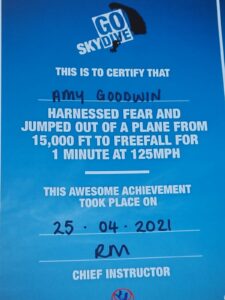 GO
SKYDIVE
THIS IS TO CERTIFY THAT
AMY GOODWIN
HARNESSED FEAR AND
JUMPED OUT OF A PLANE FROM
15,000 FT TO FREEFALL FOR
1 MINUTE AT 125MPH
THIS AWESOME ACHIEVEMENT
TOOK PLACE ON
25 · 04 · 2021
RM
CHIEF INSTRUCTOR